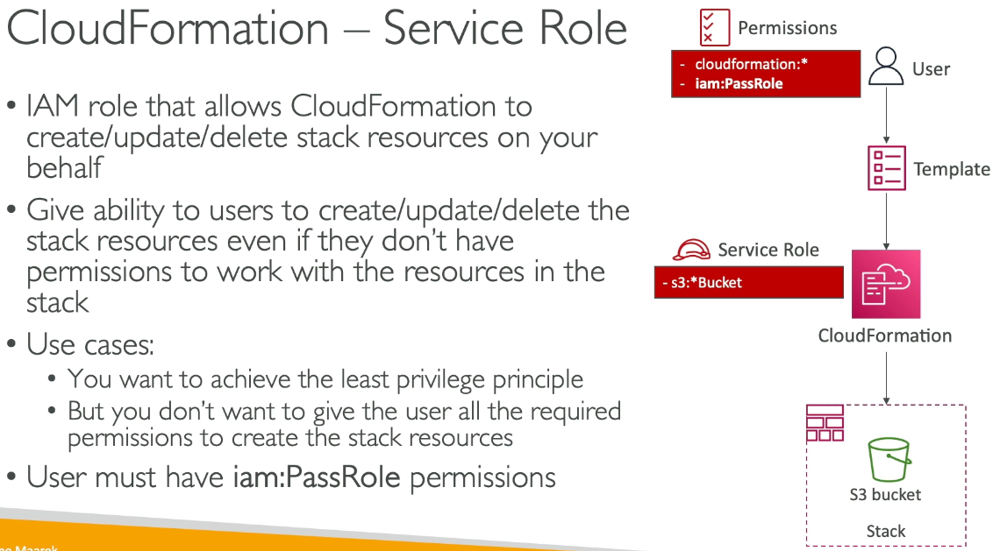 CloudFormation – Service Role
• IAM role that allows CloudFormation to
create/update/delete stack resources on your
behalf
• Give ability to users to create/update/delete the
stack resources even if they don't have
permissions to work with the resources in the
stack
• Use cases:
• You want to achieve the least privilege principle
• But you don't want to give the user all the required
permissions to create the stack resources
• User must have iam:PassRole permissions
Permissions
- cloudformation:*
- iam:PassRole
User
Template
Service Role
- s3:*Bucket
CloudFormation
S3 bucket
Stack
Maarek